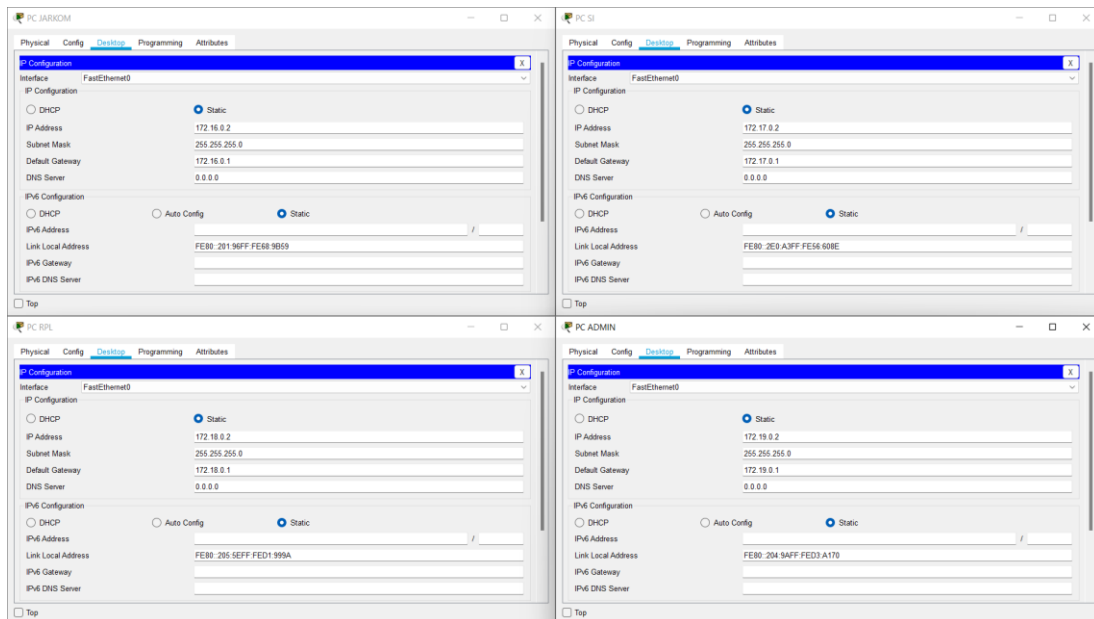 PC JARKOM
Physical Config Desktop Programming Attributes
IP Configuration X
Interface FastEthernet0
IP Configuration
DHCP Static
IP Address 172.16.0.2
Subnet Mask 255.255.255.0
Default Gateway 172.16.0.1
DNS Server 0.0.0.0
IPv6 Configuration
DHCP Auto Config Static
IPv6 Address /
Link Local Address FE80::201:96FF:FE68:9B59
IPv6 Gateway
IPv6 DNS Server
Top
PC SI
Physical Config Desktop Programming Attributes
IP Configuration X
Interface FastEthernet0
IP Configuration
DHCP Static
IP Address 172.17.0.2
Subnet Mask 255.255.255.0
Default Gateway 172.17.0.1
DNS Server 0.0.0.0
IPv6 Configuration
DHCP Auto Config Static
IPv6 Address /
Link Local Address FE80::2E0:A3FF:FE56:608E
IPv6 Gateway
IPv6 DNS Server
Top
PC RPL
Physical Config Desktop Programming Attributes
IP Configuration X
Interface FastEthernet0
IP Configuration
DHCP Static
IP Address 172.18.0.2
Subnet Mask 255.255.255.0
Default Gateway 172.18.0.1
DNS Server 0.0.0.0
IPv6 Configuration
DHCP Auto Config Static
IPv6 Address /
Link Local Address FE80::205:5EFF:FED1:999A
IPv6 Gateway
IPv6 DNS Server
Top
PC ADMIN
Physical Config Desktop Programming Attributes
IP Configuration X
Interface FastEthernet0
IP Configuration
DHCP Static
IP Address 172.19.0.2
Subnet Mask 255.255.255.0
Default Gateway 172.19.0.1
DNS Server 0.0.0.0
IPv6 Configuration
DHCP Auto Config Static
IPv6 Address /
Link Local Address FE80::204:9AFF:FED3:A170
IPv6 Gateway
IPv6 DNS Server
Top